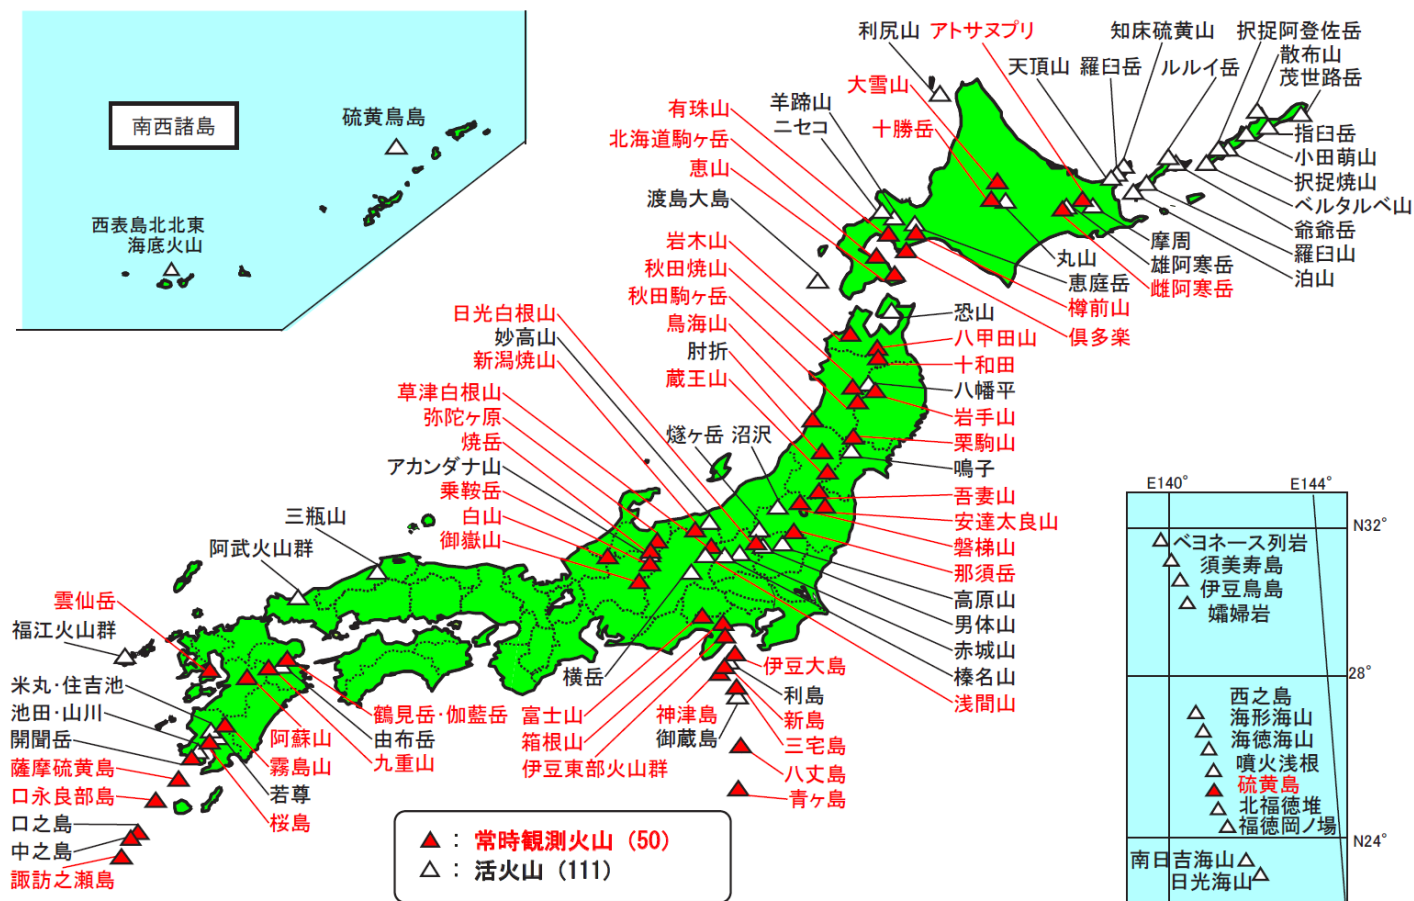 南西諸島
硫黄鳥島
西表島北北東
海底火山
利尻山
アトサヌプリ
知床硫黄山
択捉阿登佐岳
散布山
茂世路岳
天頂山
羅臼岳
ルルイ岳
大雪山
十勝岳
羊蹄山
ニセコ
有珠山
北海道駒ヶ岳
恵山
渡島大島
指臼岳
小田萌山
択捉焼山
ベルタルベ山
爺爺岳
羅臼山
泊山
摩周
雄阿寒岳
雌阿寒岳
丸山
恵庭岳
樽前山
倶多楽
岩木山
秋田焼山
秋田駒ヶ岳
鳥海山
肘折
蔵王山
恐山
八甲田山
十和田
八幡平
岩手山
栗駒山
鳴子
吾妻山
安達太良山
磐梯山
那須岳
高原山
男体山
赤城山
榛名山
浅間山
日光白根山
妙高山
新潟焼山
草津白根山
弥陀ヶ原
焼岳
アカンダナ山
乗鞍岳
白山
御嶽山
燧ヶ岳
沼沢
三瓶山
阿武火山群
雲仙岳
福江火山群
米丸・住吉池
池田・山川
開聞岳
薩摩硫黄島
口永良部島
口之島
中之島
諏訪之瀬島
鶴見岳・伽藍岳
由布岳
九重山
阿蘇山
霧島山
若尊
桜島
横岳
富士山
箱根山
伊豆東部火山群
伊豆大島
利島
新島
神津島
御蔵島
三宅島
八丈島
青ヶ島
▲ : 常時観測火山 (50)
△ : 活火山 (111)
E140°
E144°
N32°
ベヨネース列岩
須美寿島
伊豆鳥島
孀婦岩
28°
西之島
海形海山
海徳海山
噴火浅根
硫黄島
北福徳堆
福徳岡ノ場
N24°
南日吉海山
日光海山